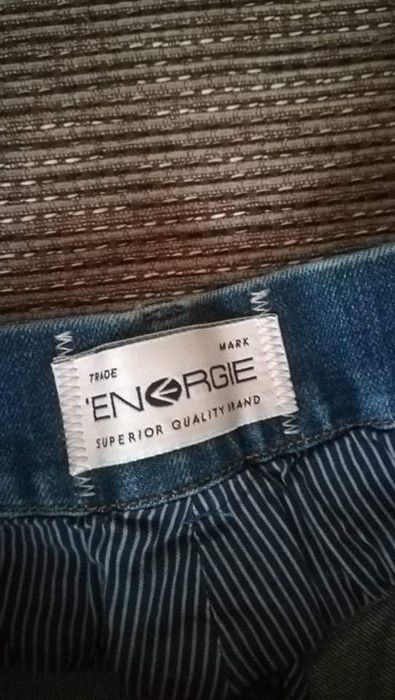 TRADE MARK
'ENERGIE
SUPERIOR QUALITY BRAND